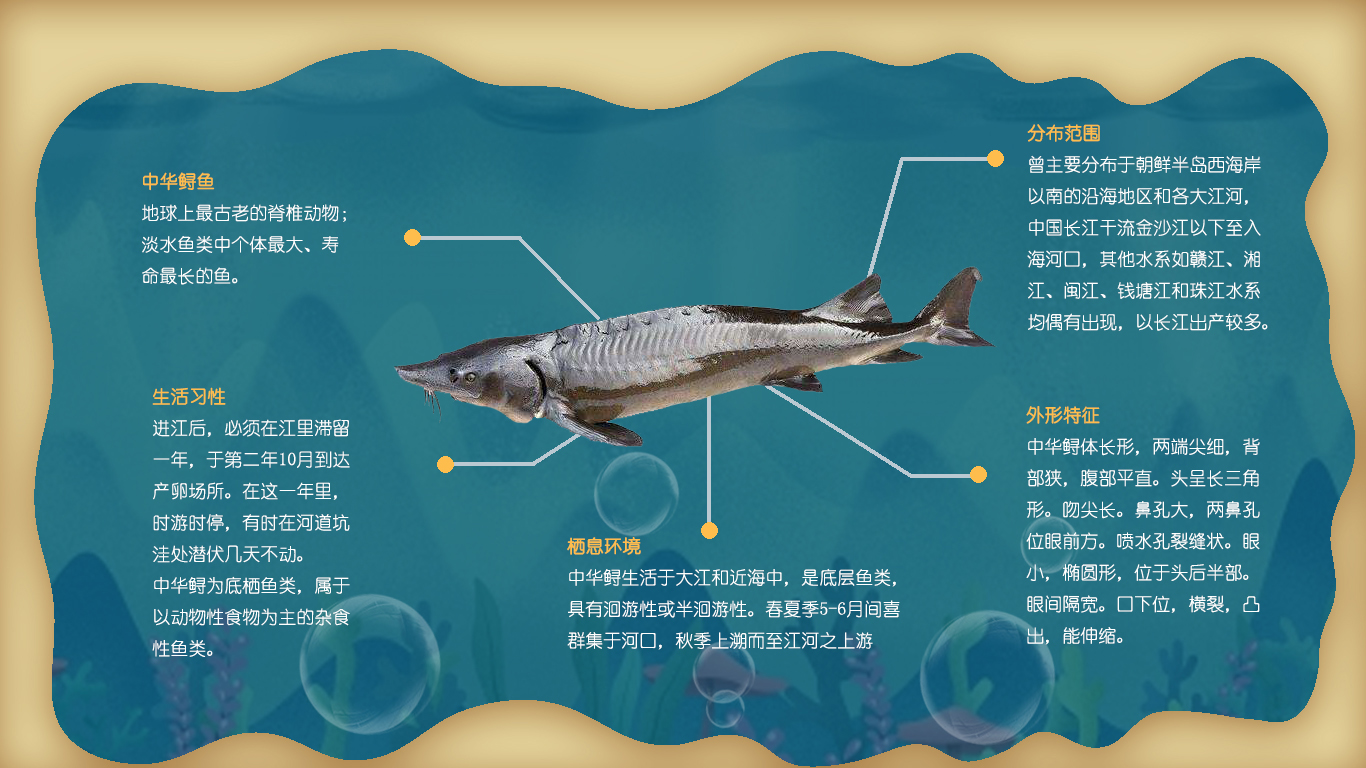 中华鲟鱼
地球上最古老的脊椎动物；
淡水鱼类中个体最大、寿
命最长的鱼。
生活习性
进江后，必须在江里滞留
一年，于第二年10月到达
产卵场所。在这一年里，
时游时停，有时在河道坑
洼处潜伏几天不动。
中华鲟为底栖鱼类，属于
以动物性食物为主的杂食
性鱼类。
栖息环境
中华鲟生活于大江和近海中，是底层鱼类，
具有洄游性或半洄游性。春夏季5-6月间喜
群集于河口，秋季上溯而至江河之上游
分布范围
曾主要分布于朝鲜半岛西海岸
以南的沿海地区和各大江河，
中国长江干流金沙江以下至入
海河口，其他水系如赣江、湘
江、闽江、钱塘江和珠江水系
均偶有出现，以长江出产较多。
外形特征
中华鲟体长形，两端尖细，背
部狭，腹部平直。头呈长三角
形。吻尖长。鼻孔大，两鼻孔
位眼前方。喷水孔裂缝状。眼
小，椭圆形，位于头后半部。
眼间隔宽。口下位，横裂，凸
出，能伸缩。